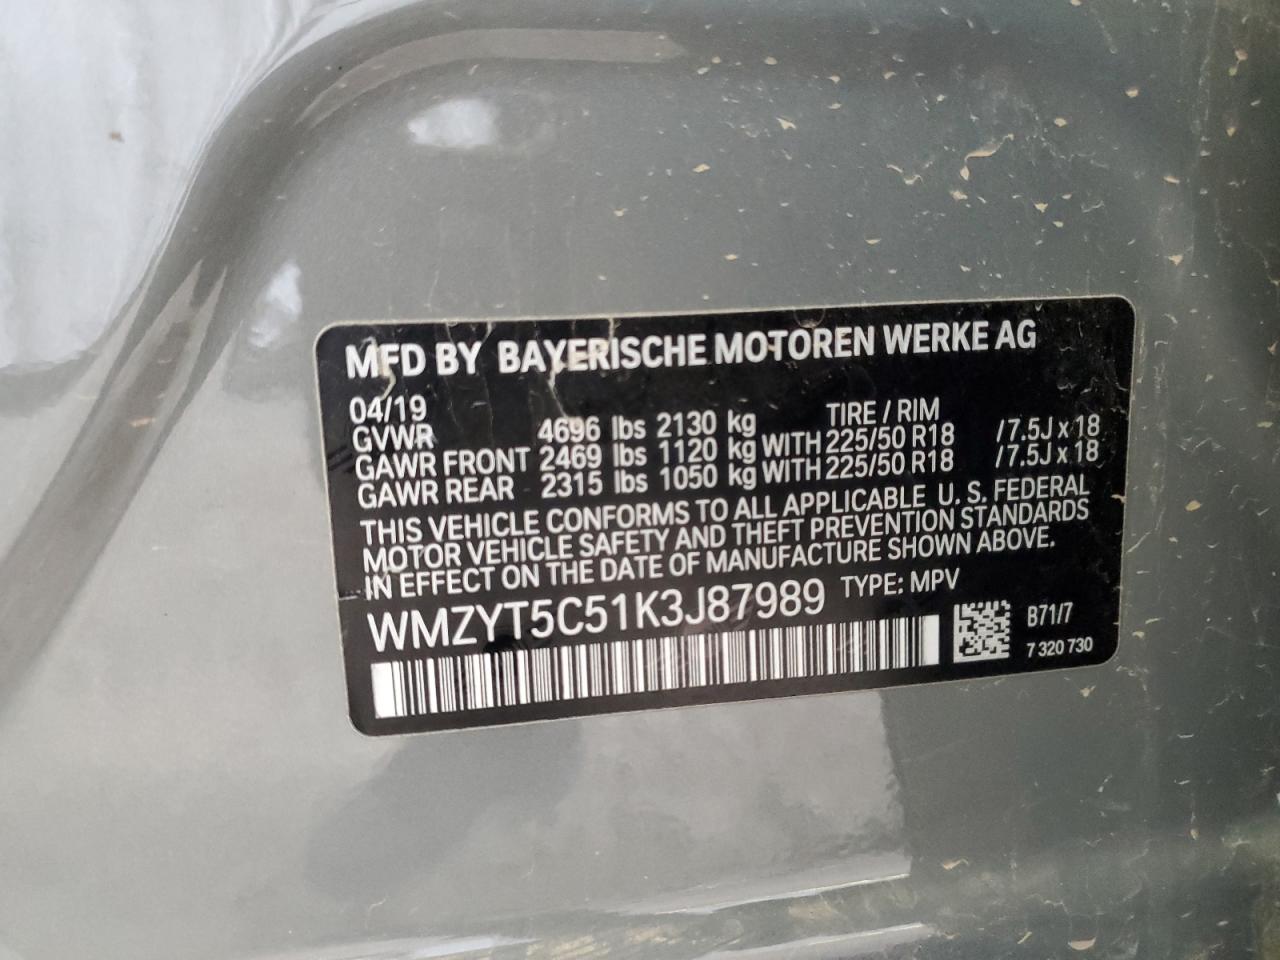 MFD BY BAYERISCHE MOTOREN WERKE AG
04/19 TIRE / RIM
GVWR 4696 lbs 2130 kg
GAWR FRONT 2469 lbs 1120 kg WITH 225/50 R18 /7.5J x 18
GAWR REAR 2315 lbs 1050 kg WITH 225/50 R18 /7.5J x 18
THIS VEHICLE CONFORMS TO ALL APPLICABLE U. S. FEDERAL
MOTOR VEHICLE SAFETY AND THEFT PREVENTION STANDARDS
IN EFFECT ON THE DATE OF MANUFACTURE SHOWN ABOVE.
WMZYT5C51K3J87989 TYPE: MPV
B71/7
7 320 730